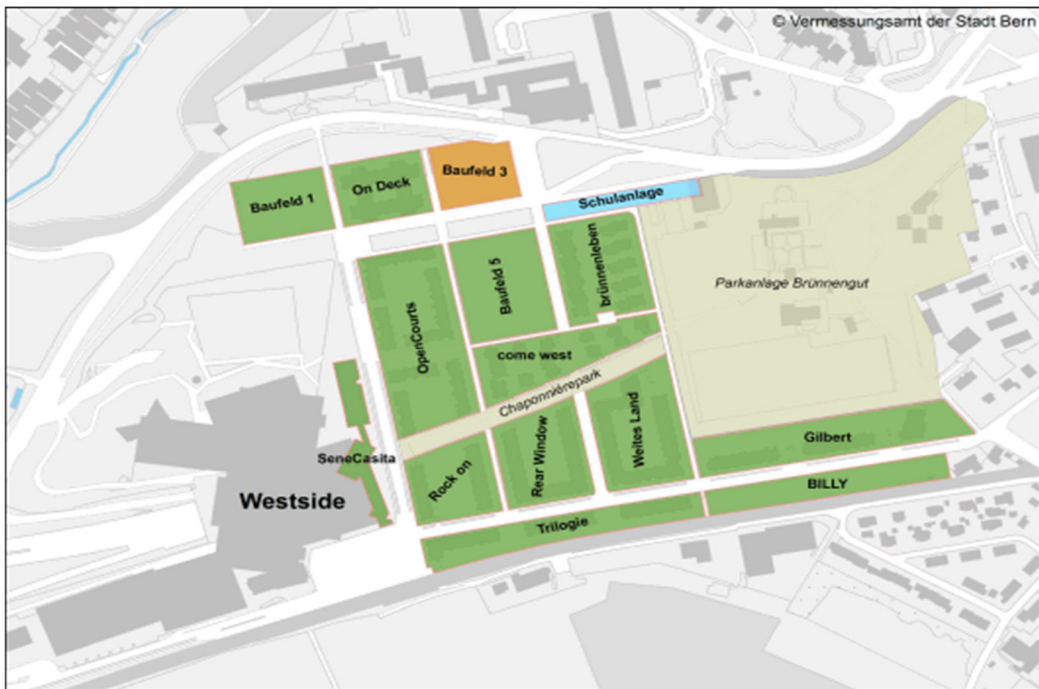 © Vermessungsamt der Stadt Bern
Baufeld 1
On Deck
Baufeld 3
Schulanlage
OpenCourts
Baufeld 5
brünnenleben
Parkanlage Brünnengut
come west
Chaponnièrepark
SeneCasita
Westside
Rock on
Rear Window
Weites Land
Gilbert
BILLY
Trilogie